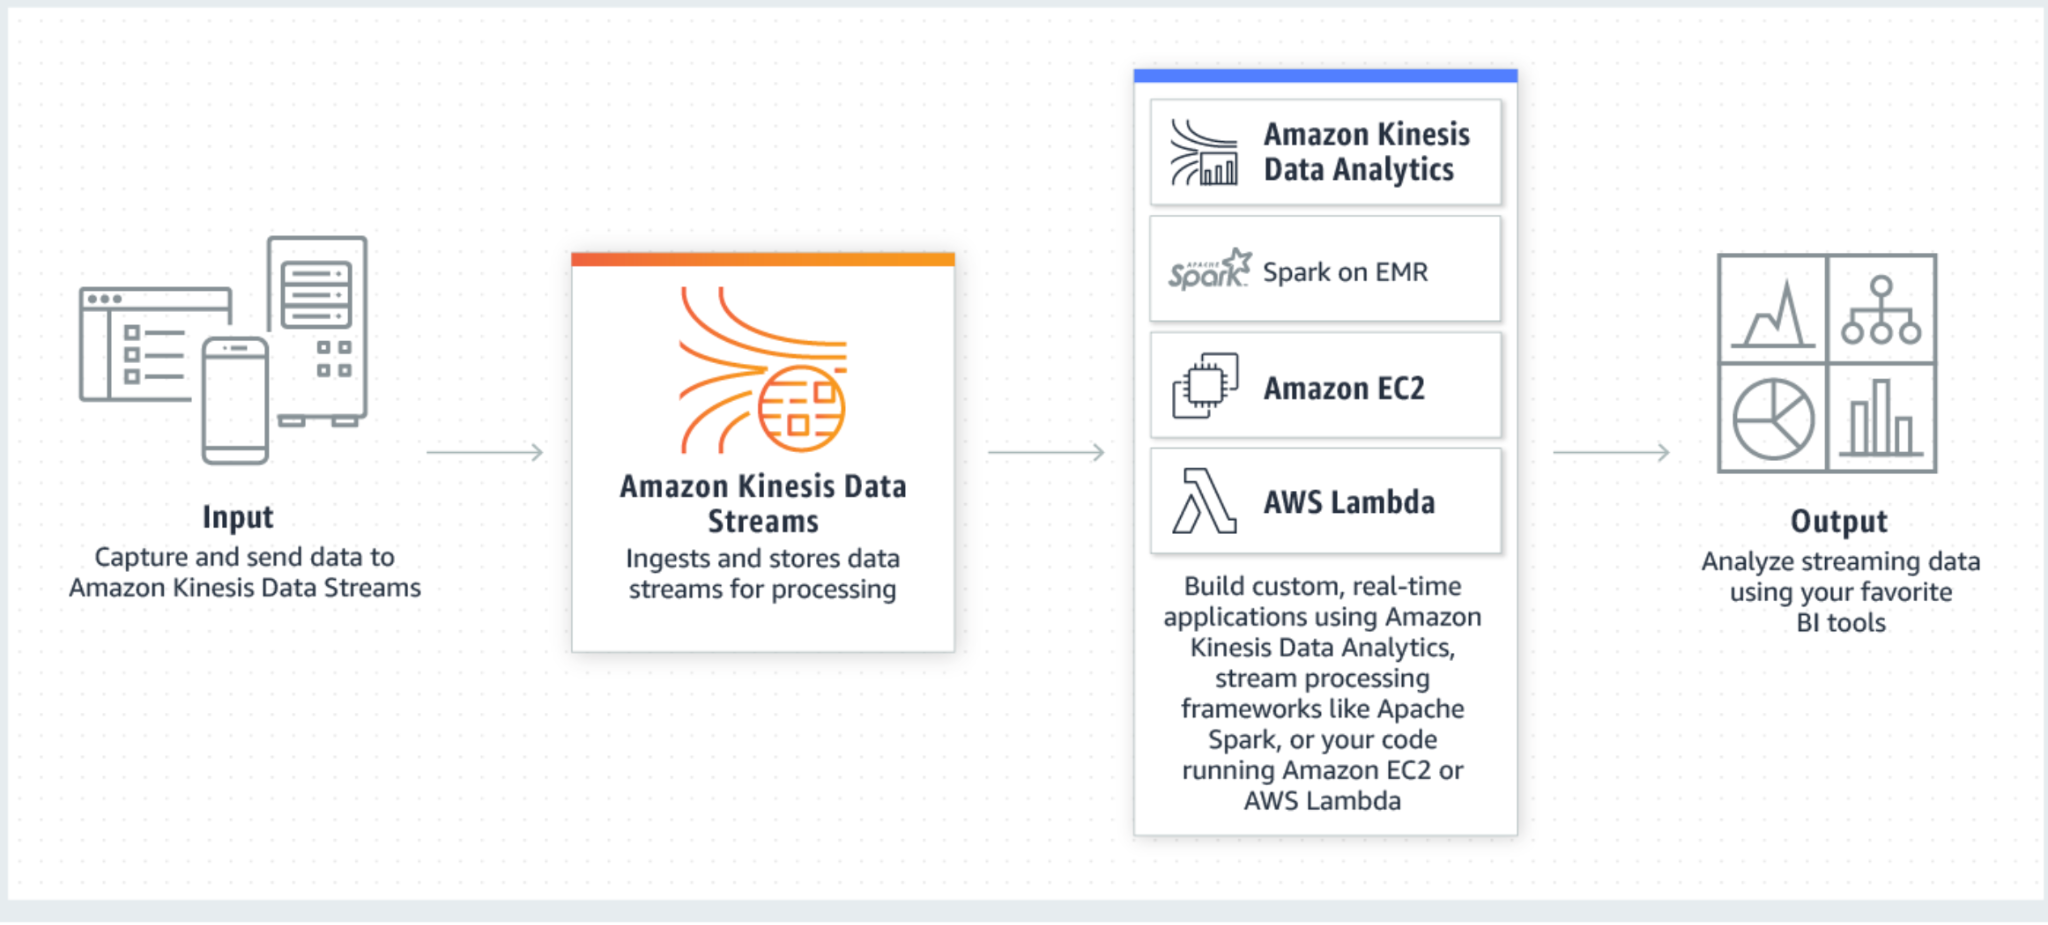 Input
Capture and send data to
Amazon Kinesis Data Streams
Amazon Kinesis Data
Streams
Ingests and stores data
streams for processing
Amazon Kinesis
Data Analytics
APACHE
Spark
Spark on EMR
Amazon EC2
AWS Lambda
Build custom, real-time
applications using Amazon
Kinesis Data Analytics,
stream processing
frameworks like Apache
Spark, or your code
running Amazon EC2 or
AWS Lambda
Output
Analyze streaming data
using your favorite
BI tools